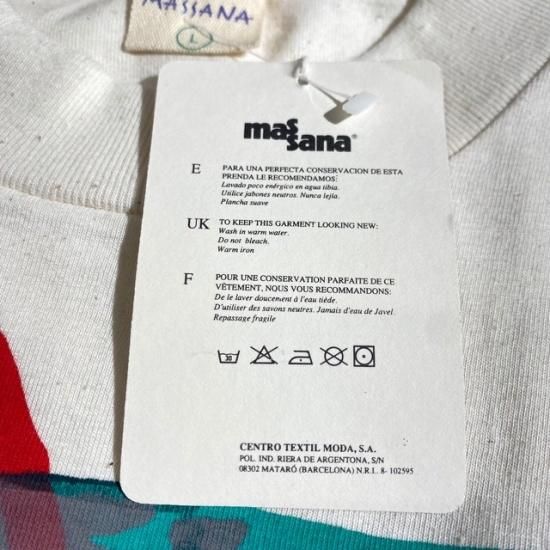 MASSANA
L
massana®
E PARA UNA PERFECTA CONSERVACION DE ESTA
PRENDA LE RECOMENDAMOS:
Lavado poco enérgico en agua tibia.
Utilice jabones neutros. Nunca lejía.
Plancha suave
UK TO KEEP THIS GARMENT LOOKING NEW:
Wash in warm water.
Do not bleach.
Warm iron
F POUR UNE CONSERVATION PARFAITE DE CE
VÊTEMENT, NOUS VOUS RECOMMANDONS:
De le laver doucement à l'eau tiède.
D'utiliser des savons neutres. Jamais d'eau de Javel.
Repassage fragile
30
CENTRO TEXTIL MODA, S.A.
POL. IND. RIERA DE ARGENTONA, S/N
08302 MATARÓ (BARCELONA) N.R.I. 8- 102595